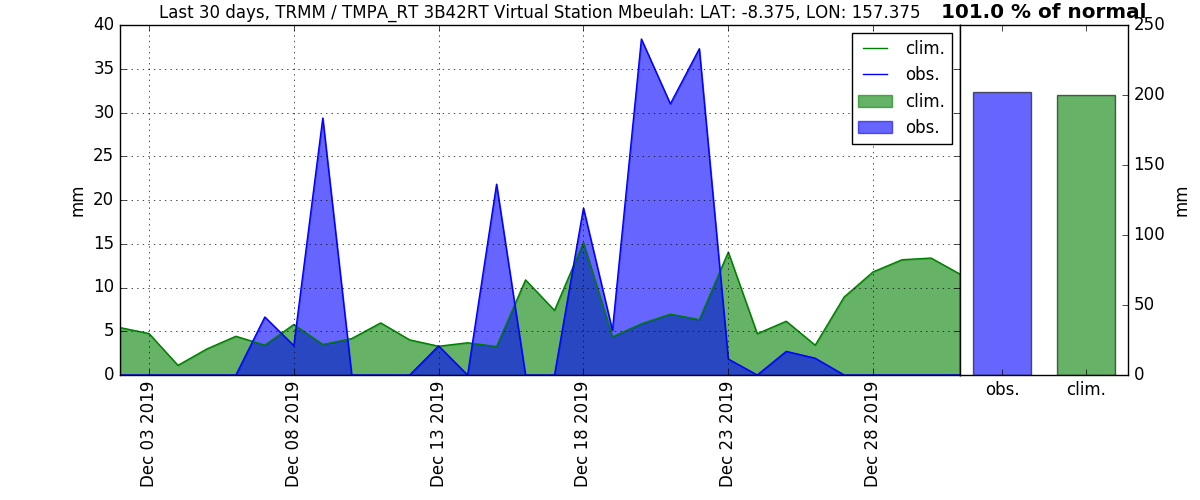 Last 30 days, TRMM / TMPA_RT 3B42RT Virtual Station Mbeulah: LAT: -8.375, LON: 157.375
101.0 % of normal
40
35
30
25
20
15
10
5
0
mm
clim.
obs.
clim.
obs.
Dec 03 2019
Dec 08 2019
Dec 13 2019
Dec 18 2019
Dec 23 2019
Dec 28 2019
250
200
150
100
50
0
mm
obs.
clim.